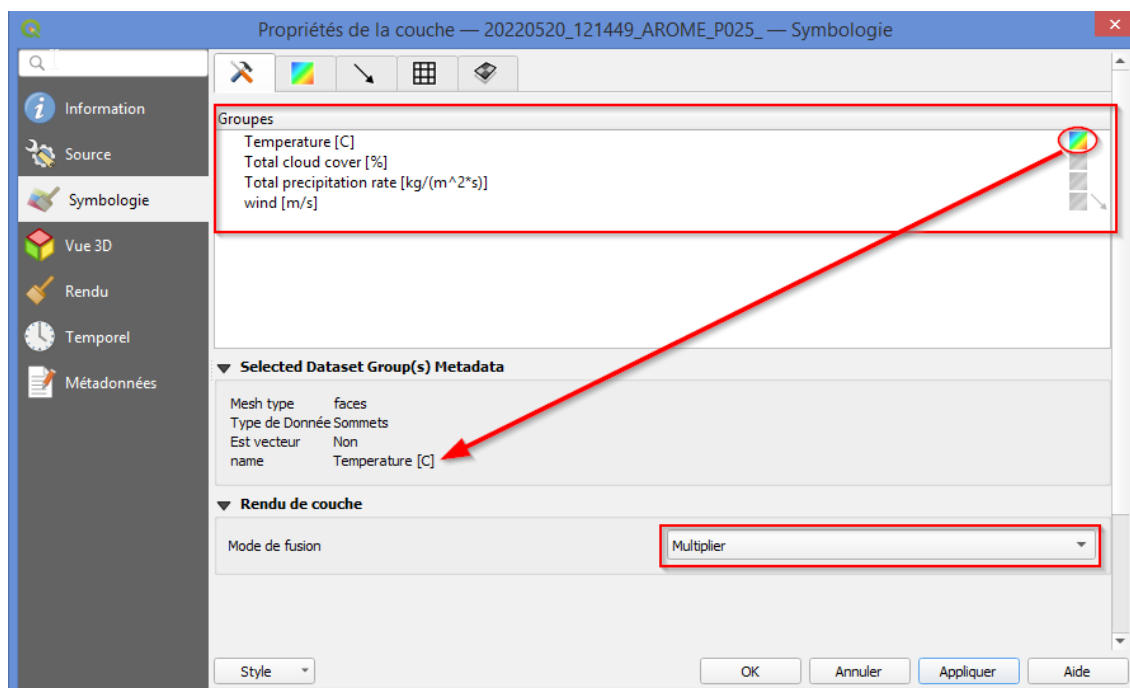 Propriétés de la couche — 20220520_121449_AROME_P025_ — Symbologie
Information
Source
Symbologie
Vue 3D
Rendu
Temporel
Métadonnées
Groupes
Temperature [C]
Total cloud cover [%]
Total precipitation rate [kg/(m^2*s)]
wind [m/s]
Selected Dataset Group(s) Metadata
Mesh type faces
Type de Donnée Sommets
Est vecteur Non
name Temperature [C]
Rendu de couche
Mode de fusion Multiplier
Style OK Annuler Appliquer Aide